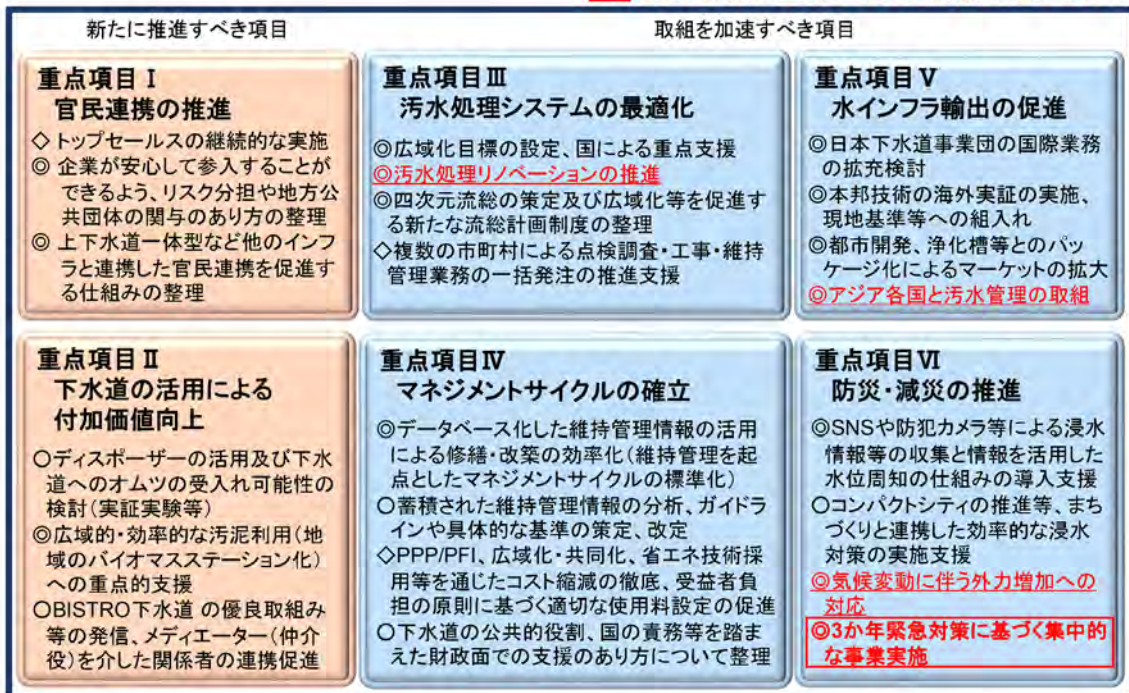 新たに推進すべき項目
取組を加速すべき項目
重点項目Ⅰ
官民連携の推進
◇トップセールスの継続的な実施
◎企業が安心して参入することが
できるよう、リスク分担や地方公
共団体の関与のあり方の整理
◎上下水道一体型など他のインフ
ラと連携した官民連携を促進す
る仕組みの整理
重点項目Ⅱ
下水道の活用による
付加価値向上
○ディスポーザーの活用及び下水
道へのオムツの受入れ可能性の
検討(実証実験等)
◎広域的・効率的な汚泥利用(地
域のバイオマスステーション化)
への重点的支援
○BISTRO下水道 の優良取組み
等の発信、メディエーター(仲介
役)を介した関係者の連携促進
重点項目Ⅲ
汚水処理システムの最適化
◎広域化目標の設定、国による重点支援
◎汚水処理リノベーションの推進
◎四次元流総の策定及び広域化等を促進す
る新たな流総計画制度の整理
◇複数の市町村による点検調査・工事・維持
管理業務の一括発注の推進支援
重点項目Ⅳ
マネジメントサイクルの確立
◎データベース化した維持管理情報の活用
による修繕・改築の効率化(維持管理を起
点としたマネジメントサイクルの標準化)
○蓄積された維持管理情報の分析、ガイドラ
インや具体的な基準の策定、改定
◇PPP/PFI、広域化・共同化、省エネ技術採
用等を通じたコスト縮減の徹底、受益者負
担の原則に基づく適切な使用料設定の促進
○下水道の公共的役割、国の責務等を踏ま
えた財政面での支援のあり方について整理
重点項目Ⅴ
水インフラ輸出の促進
◎日本下水道事業団の国際業務
の拡充検討
◎本邦技術の海外実証の実施、
現地基準等への組入れ
◎都市開発、浄化槽等とのパッ
ケージ化によるマーケットの拡大
◎アジア各国と汚水管理の取組
重点項目Ⅵ
防災・減災の推進
◎SNSや防犯カメラ等による浸水
情報等の収集と情報を活用した
水位周知の仕組みの導入支援
○コンパクトシティの推進等、まち
づくりと連携した効率的な浸水
対策の実施支援
◎気候変動に伴う外力増加への
対応
◎3か年緊急対策に基づく集中的
な事業実施